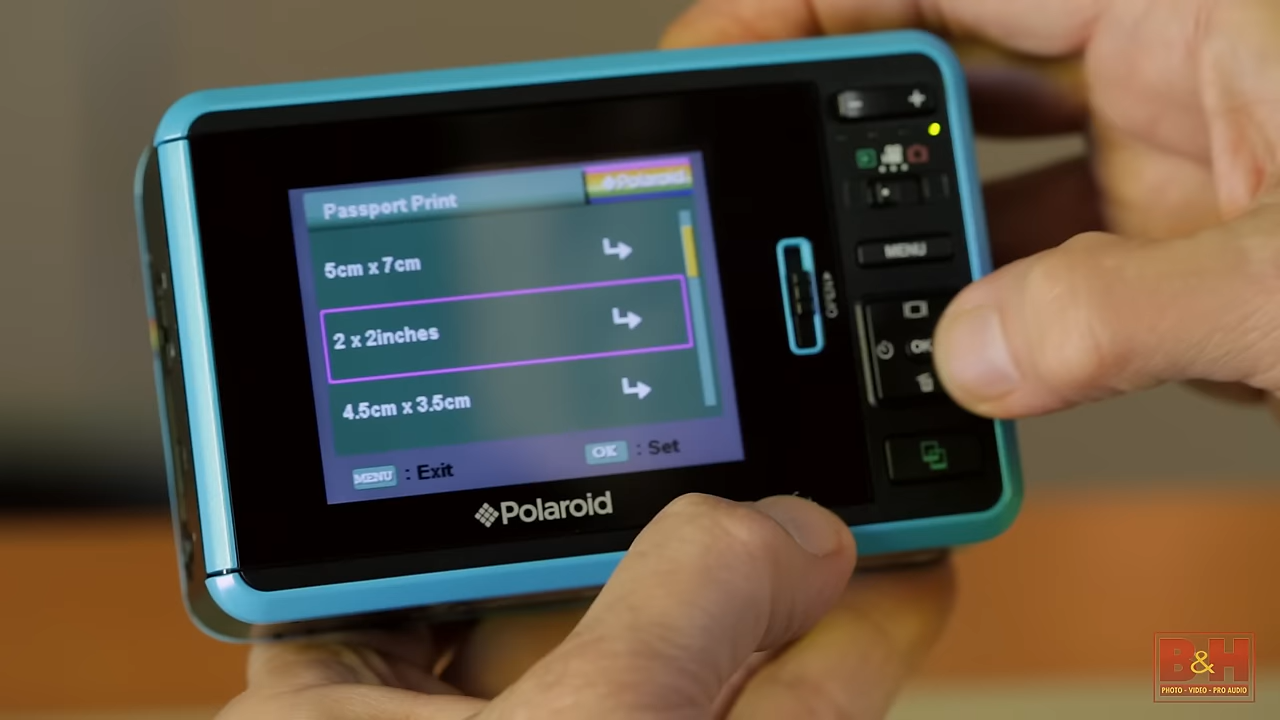 Passport Print
Polaroid
5cm x 7cm
2 x 2inches
4.5cm x 3.5cm
MENU : Exit
OK : Set
Polaroid
- +
MENU
OPEN
OK
B&H
PHOTO - VIDEO - PRO AUDIO